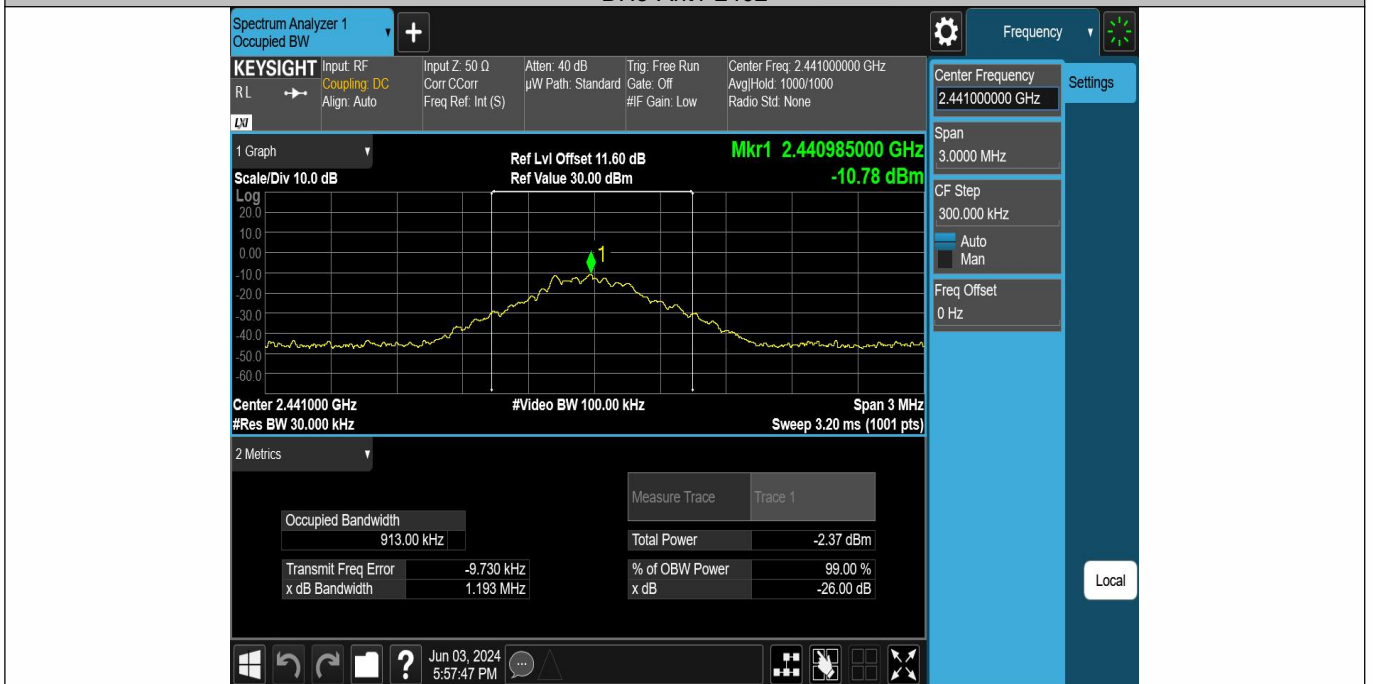 Spectrum Analyzer 1
Occupied BW
+
Frequency
KEYSIGHT
R L
LXI
Input: RF
Coupling: DC
Align: Auto
Input Z: 50 Ω
Corr CCorr
Freq Ref: Int (S)
Atten: 40 dB
µW Path: Standard
Trig: Free Run
Gate: Off
#IF Gain: Low
Center Freq: 2.441000000 GHz
Avg|Hold: 1000/1000
Radio Std: None
Center Frequency
2.441000000 GHz
Settings
Span
3.0000 MHz
CF Step
300.000 kHz
Auto
Man
Freq Offset
0 Hz
Local
1 Graph
Scale/Div 10.0 dB
Ref Lvl Offset 11.60 dB
Ref Value 30.00 dBm
Mkr1 2.440985000 GHz
-10.78 dBm
Log
20.0
10.0
0.00
-10.0
-20.0
-30.0
-40.0
-50.0
-60.0
1
Center 2.441000 GHz
#Res BW 30.000 kHz
#Video BW 100.00 kHz
Span 3 MHz
Sweep 3.20 ms (1001 pts)
2 Metrics
Measure Trace Trace 1
Occupied Bandwidth
913.00 kHz
Total Power -2.37 dBm
Transmit Freq Error -9.730 kHz
% of OBW Power 99.00 %
x dB Bandwidth 1.193 MHz
x dB -26.00 dB
?
Jun 03, 2024
5:57:47 PM